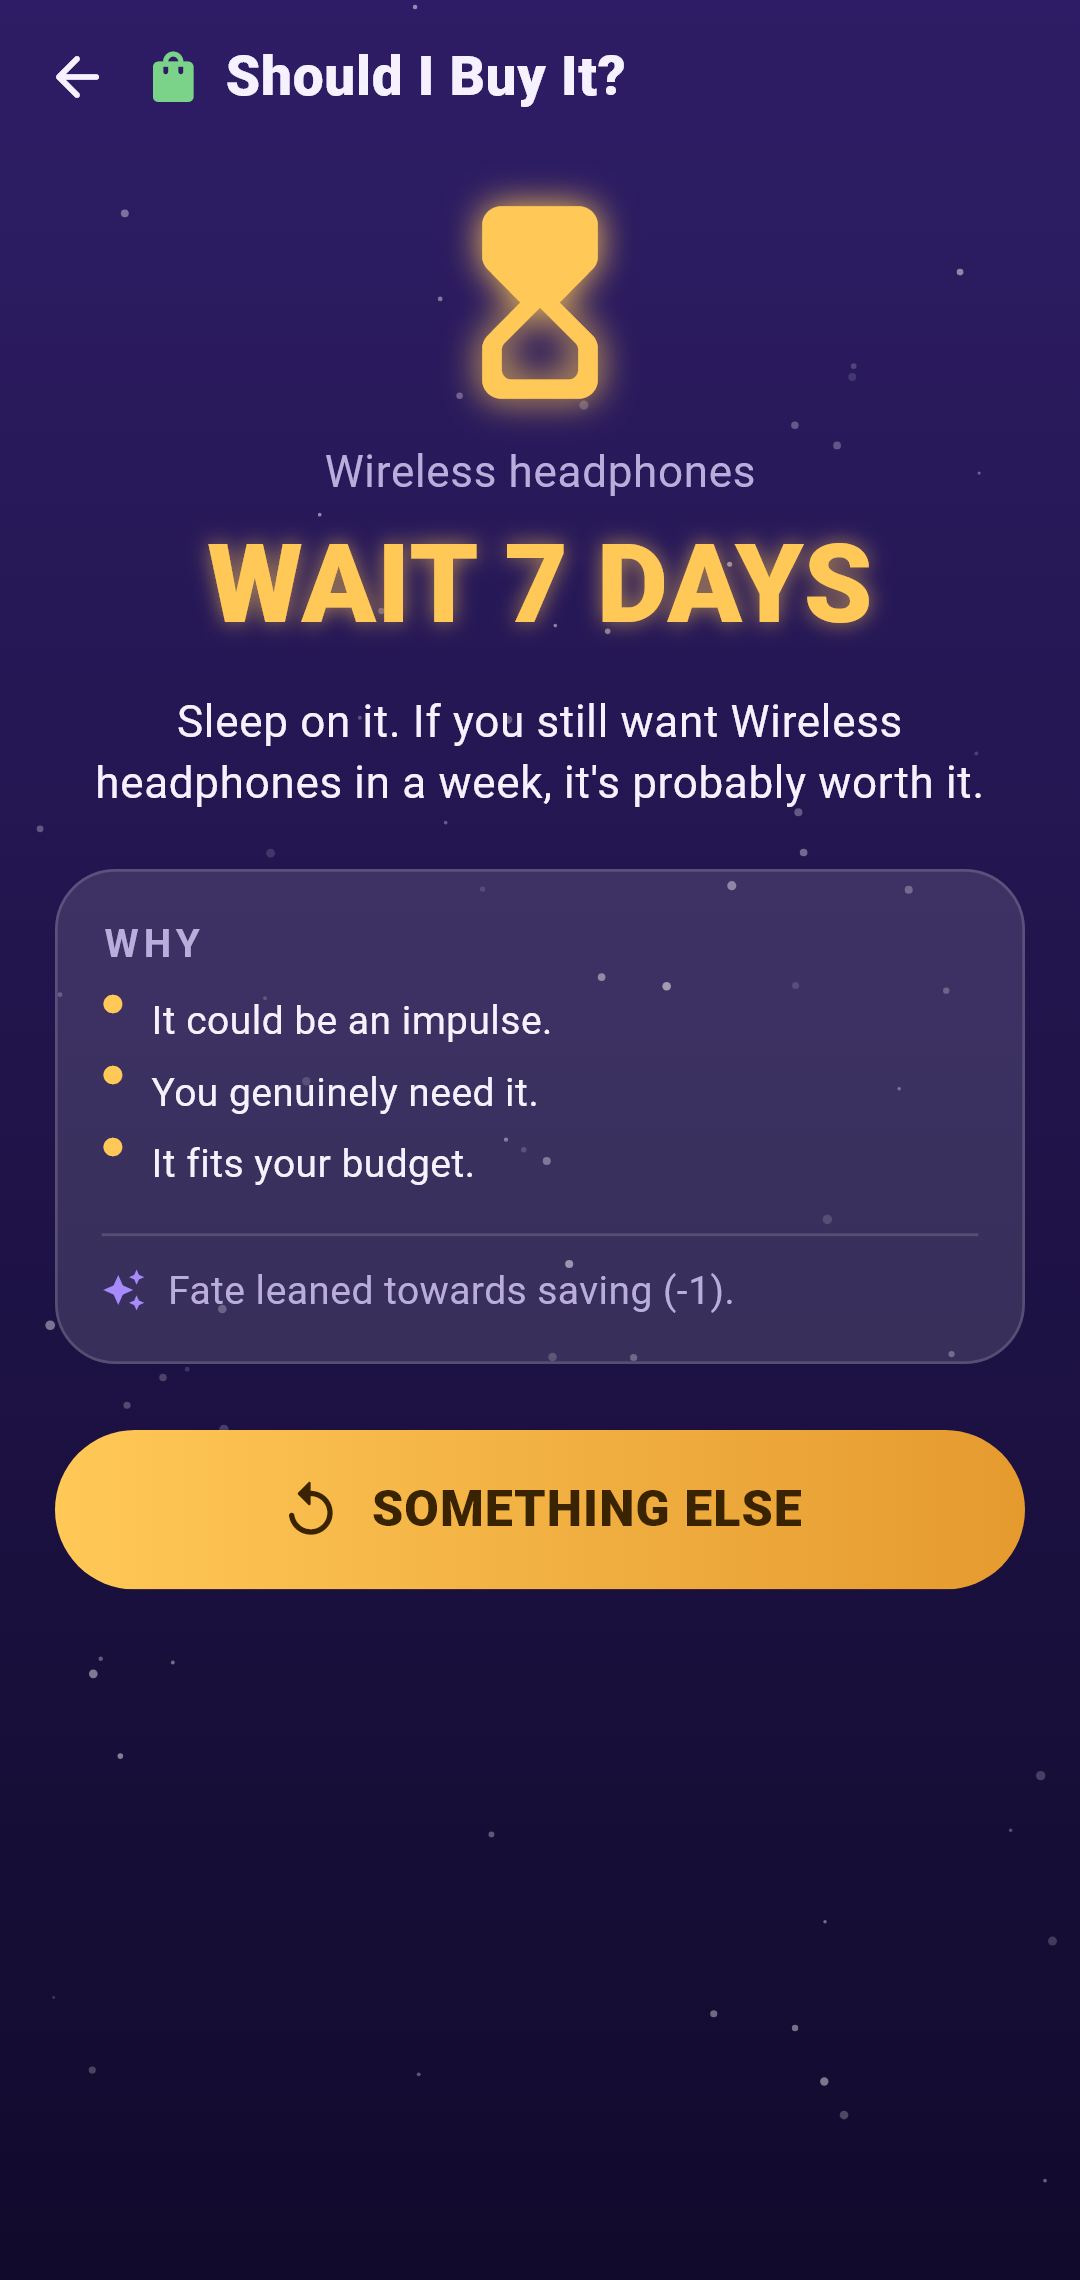 Should I Buy It?
Wireless headphones
WAIT 7 DAYS
Sleep on it. If you still want Wireless
headphones in a week, it's probably worth it.
WHY
It could be an impulse.
You genuinely need it.
It fits your budget.
Fate leaned towards saving (-1).
SOMETHING ELSE